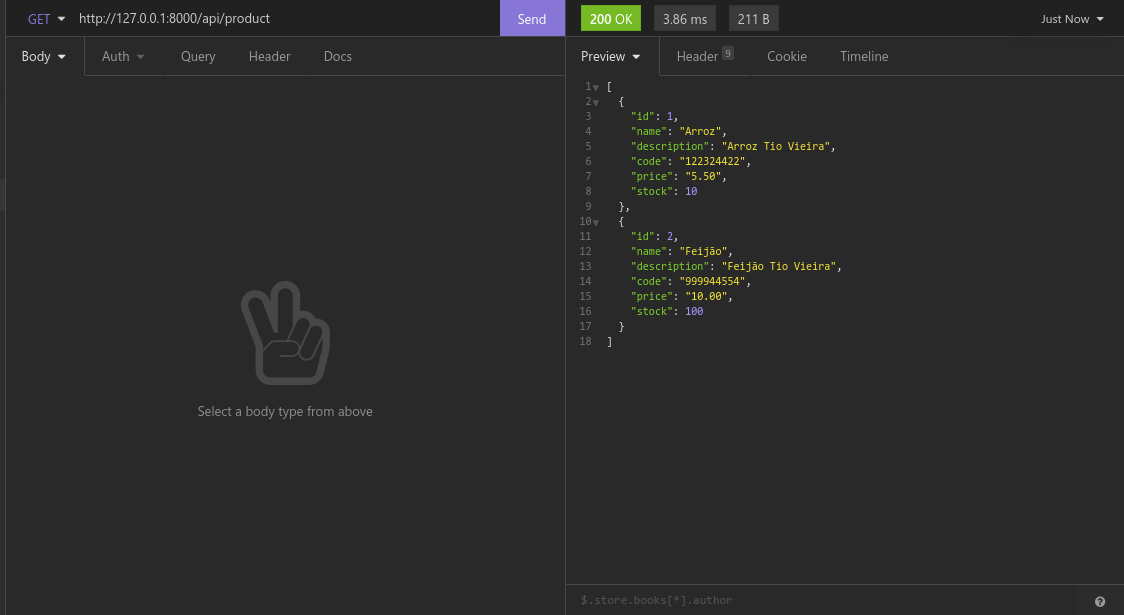 GET http://127.0.0.1:8000/api/product Send 200 OK 3.86 ms 211 B Just Now
Body Auth Query Header Docs Preview Header 9 Cookie Timeline
1 [
2 {
3 "id": 1,
4 "name": "Arroz",
5 "description": "Arroz Tio Vieira",
6 "code": "122324422",
7 "price": "5.50",
8 "stock": 10
9 },
10 {
11 "id": 2,
12 "name": "Feijão",
13 "description": "Feijão Tio Vieira",
14 "code": "999944554",
15 "price": "10.00",
16 "stock": 100
17 }
18 ]
Select a body type from above
$.store.books[*].author ?